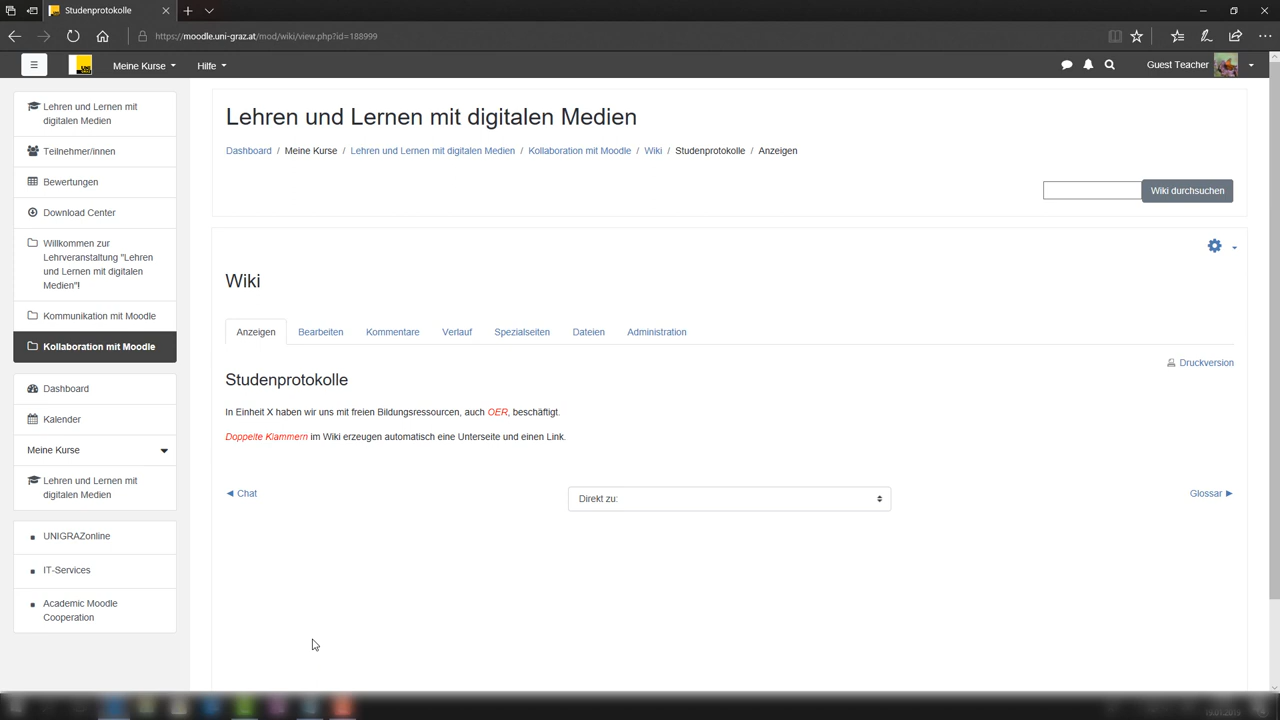 Studenprotokolle
https://moodle.uni-graz.at/mod/wiki/view.php?id=188999
UNI
GRAZ
Meine Kurse
Hilfe
Guest Teacher
Lehren und Lernen mit
digitalen Medien
Teilnehmer/innen
Bewertungen
Download Center
Willkommen zur
Lehrveranstaltung "Lehren
und Lernen mit digitalen
Medien"!
Kommunikation mit Moodle
Kollaboration mit Moodle
Dashboard
Kalender
Meine Kurse
Lehren und Lernen mit
digitalen Medien
UNIGRAZonline
IT-Services
Academic Moodle
Cooperation
Lehren und Lernen mit digitalen Medien
Dashboard / Meine Kurse / Lehren und Lernen mit digitalen Medien / Kollaboration mit Moodle / Wiki / Studenprotokolle / Anzeigen
Wiki durchsuchen
Wiki
Anzeigen Bearbeiten Kommentare Verlauf Spezialseiten Dateien Administration
Druckversion
Studenprotokolle
In Einheit X haben wir uns mit freien Bildungsressourcen, auch OER, beschäftigt.
Doppelte Klammern im Wiki erzeugen automatisch eine Unterseite und einen Link.
◄ Chat
Direkt zu:
Glossar ►